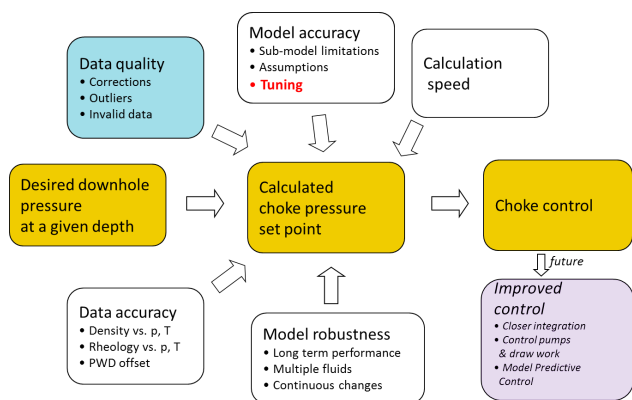 Model accuracy
• Sub-model limitations
• Assumptions
• Tuning
Data quality
• Corrections
• Outliers
• Invalid data
Calculation
speed
Desired downhole
pressure
at a given depth
Calculated
choke pressure
set point
Choke control
future
Data accuracy
• Density vs. p, T
• Rheology vs. p, T
• PWD offset
Model robustness
• Long term performance
• Multiple fluids
• Continuous changes
Improved
control
• Closer integration
• Control pumps
& draw work
• Model Predictive
Control